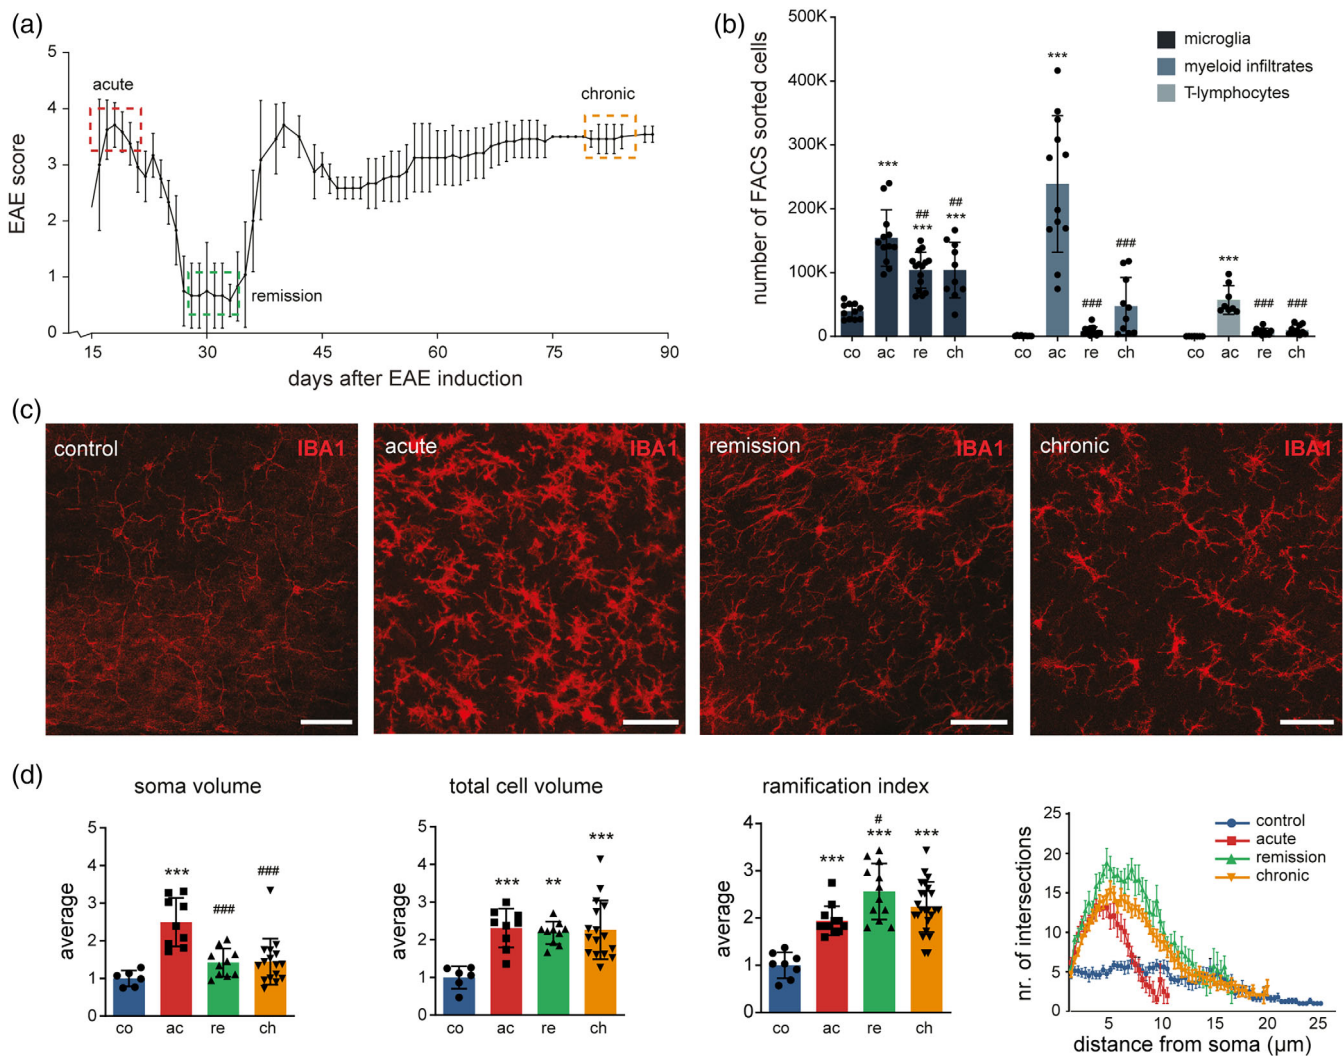 (a)
EAE score
5
4
3
2
1
0
acute
remission
chronic
15 30 45 60 75 90
days after EAE induction
(b)
number of FACS sorted cells
500K
400K
300K
200K
100K
0
microglia
myeloid infiltrates
T-lymphocytes
***
##
***
##
***
***
###
###
***
###
###
co ac re ch co ac re ch co ac re ch
(c)
control IBA1
acute IBA1
remission IBA1
chronic IBA1
(d)
soma volume
average
5
4
3
2
1
0
***
###
###
co ac re ch
total cell volume
average
5
4
3
2
1
0
***
**
***
co ac re ch
ramification index
average
4
3
2
1
0
***
#
***
***
co ac re ch
nr. of intersections
25
20
15
10
5
0
control
acute
remission
chronic
5 10 15 20 25
distance from soma (µm)